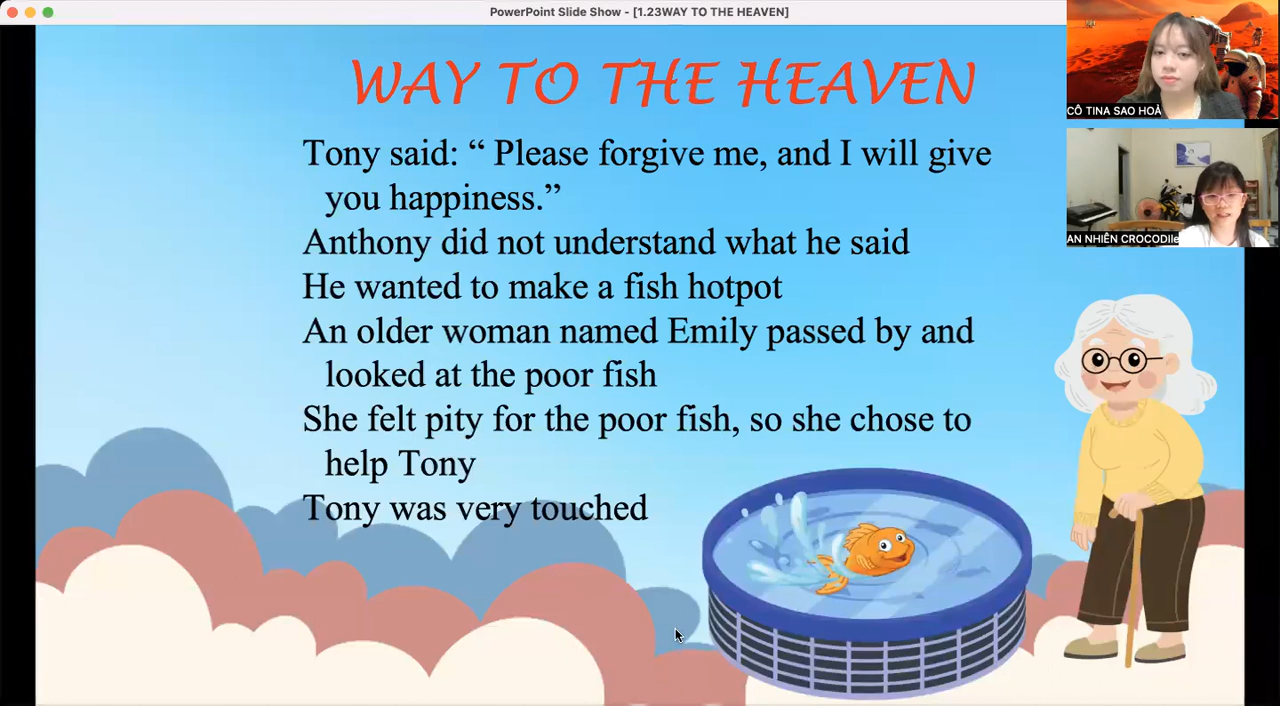 PowerPoint Slide Show - [1.23WAY TO THE HEAVEN]
WAY TO THE HEAVEN
Tony said: “ Please forgive me, and I will give
you happiness.”
Anthony did not understand what he said
He wanted to make a fish hotpot
An older woman named Emily passed by and
looked at the poor fish
She felt pity for the poor fish, so she chose to
help Tony
Tony was very touched
CÔ TINA SAO HOẢ
AN NHIÊN CROCODIle